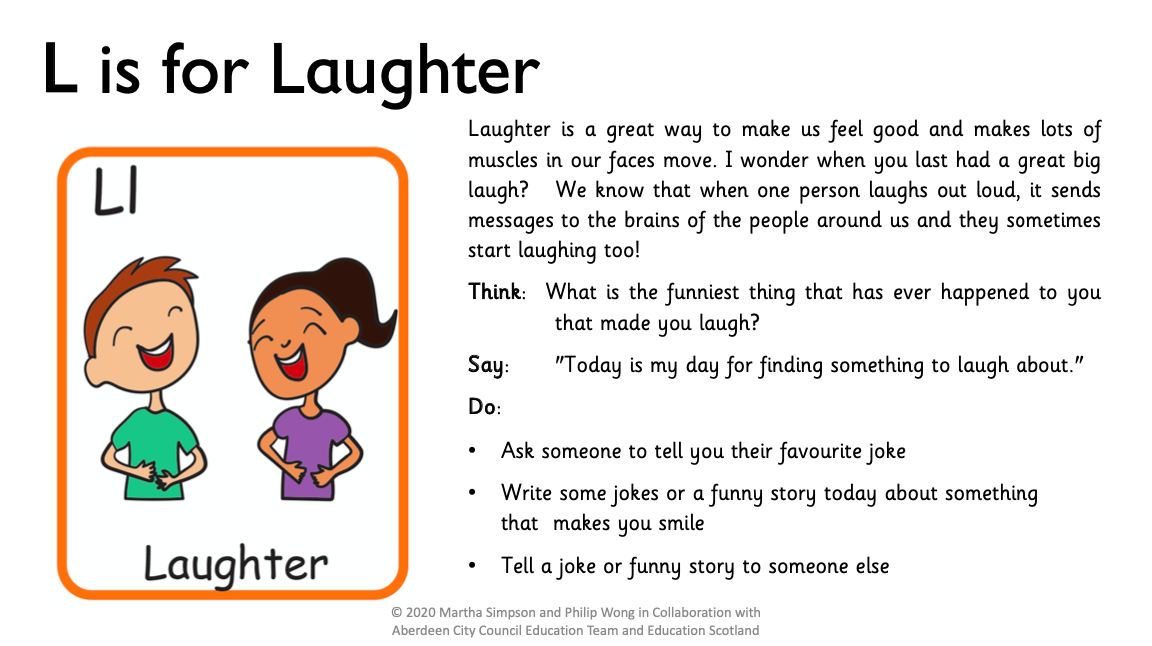 L is for Laughter
Ll
Laughter
Laughter is a great way to make us feel good and makes lots of
muscles in our faces move. I wonder when you last had a great big
laugh? We know that when one person laughs out loud, it sends
messages to the brains of the people around us and they sometimes
start laughing too!
Think: What is the funniest thing that has ever happened to you
that made you laugh?
Say: "Today is my day for finding something to laugh about."
Do:
• Ask someone to tell you their favourite joke
• Write some jokes or a funny story today about something
that makes you smile
• Tell a joke or funny story to someone else
© 2020 Martha Simpson and Philip Wong in Collaboration with
Aberdeen City Council Education Team and Education Scotland